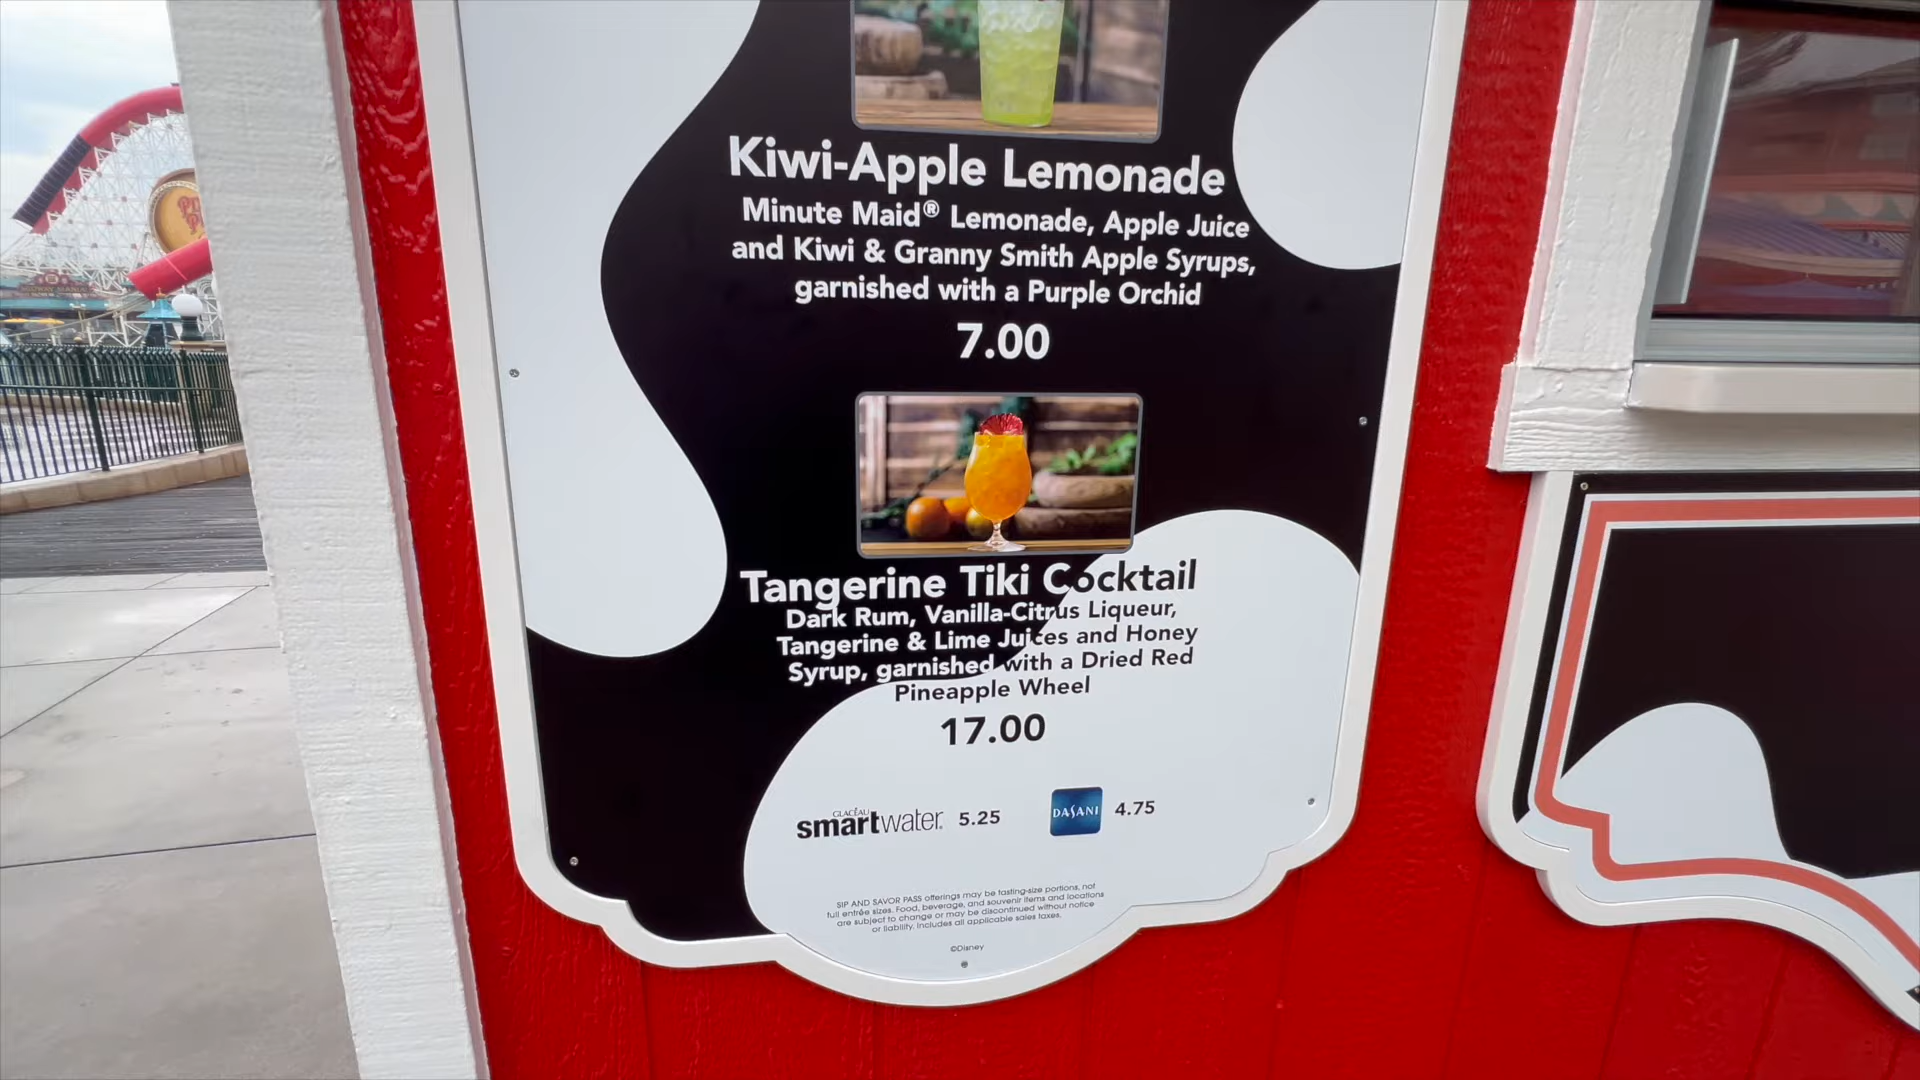 Kiwi-Apple Lemonade
Minute Maid® Lemonade, Apple Juice
and Kiwi & Granny Smith Apple Syrups,
garnished with a Purple Orchid
7.00
Tangerine Tiki Cocktail
Dark Rum, Vanilla-Citrus Liqueur,
Tangerine & Lime Juices and Honey
Syrup, garnished with a Dried Red
Pineapple Wheel
17.00
GLACÉAU
smartwater. 5.25
DASANI 4.75
SIP AND SAVOR PASS offerings may be tasting-size portions, not
full entrée sizes. Food, beverage, and souvenir items and locations
are subject to change or may be discontinued without notice
or liability. Includes all applicable sales taxes.
©Disney